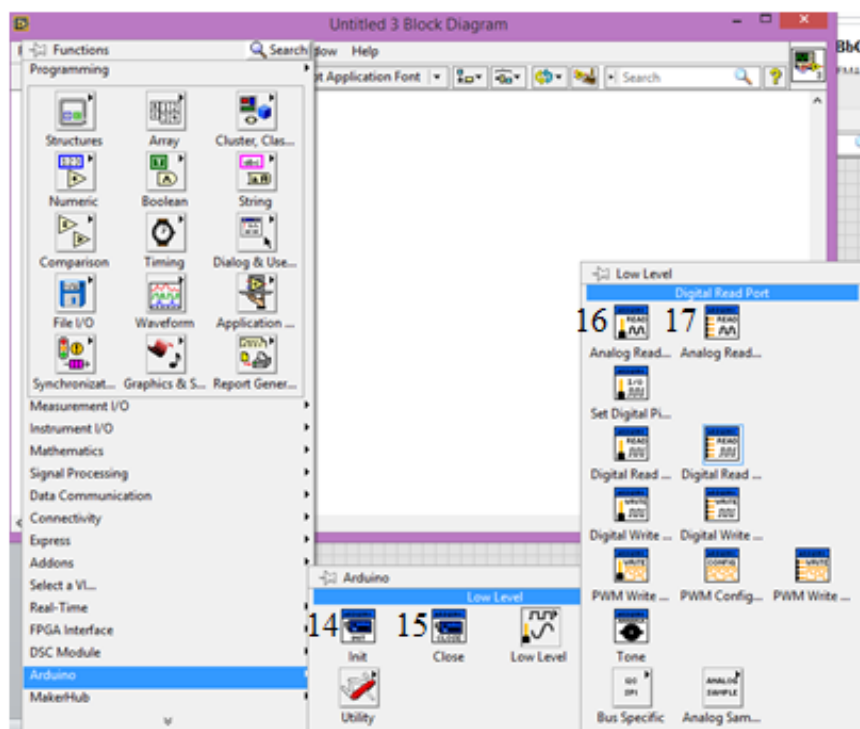 Untitled 3 Block Diagram
Functions
Search
dow Help
Programming
pt Application Font
Search
Structures
Array
Cluster, Clas...
Numeric
Boolean
String
Comparison
Timing
Dialog & Use...
File I/O
Waveform
Application ...
Synchronizat...
Graphics & S...
Report Gener...
Measurement I/O
Instrument I/O
Mathematics
Signal Processing
Data Communication
Connectivity
Express
Addons
Select a VI...
Real-Time
FPGA Interface
DSC Module
Arduino
MakerHub
Arduino
Low Level
14
15
Init
Close
Low Level
Utility
Low Level
Digital Read Port
16
17
Analog Read...
Analog Read...
Set Digital Pi...
Digital Read ...
Digital Read ...
Digital Write ...
Digital Write ...
PWM Write ...
PWM Config...
PWM Write ...
Tone
Bus Specific
Analog Sam...